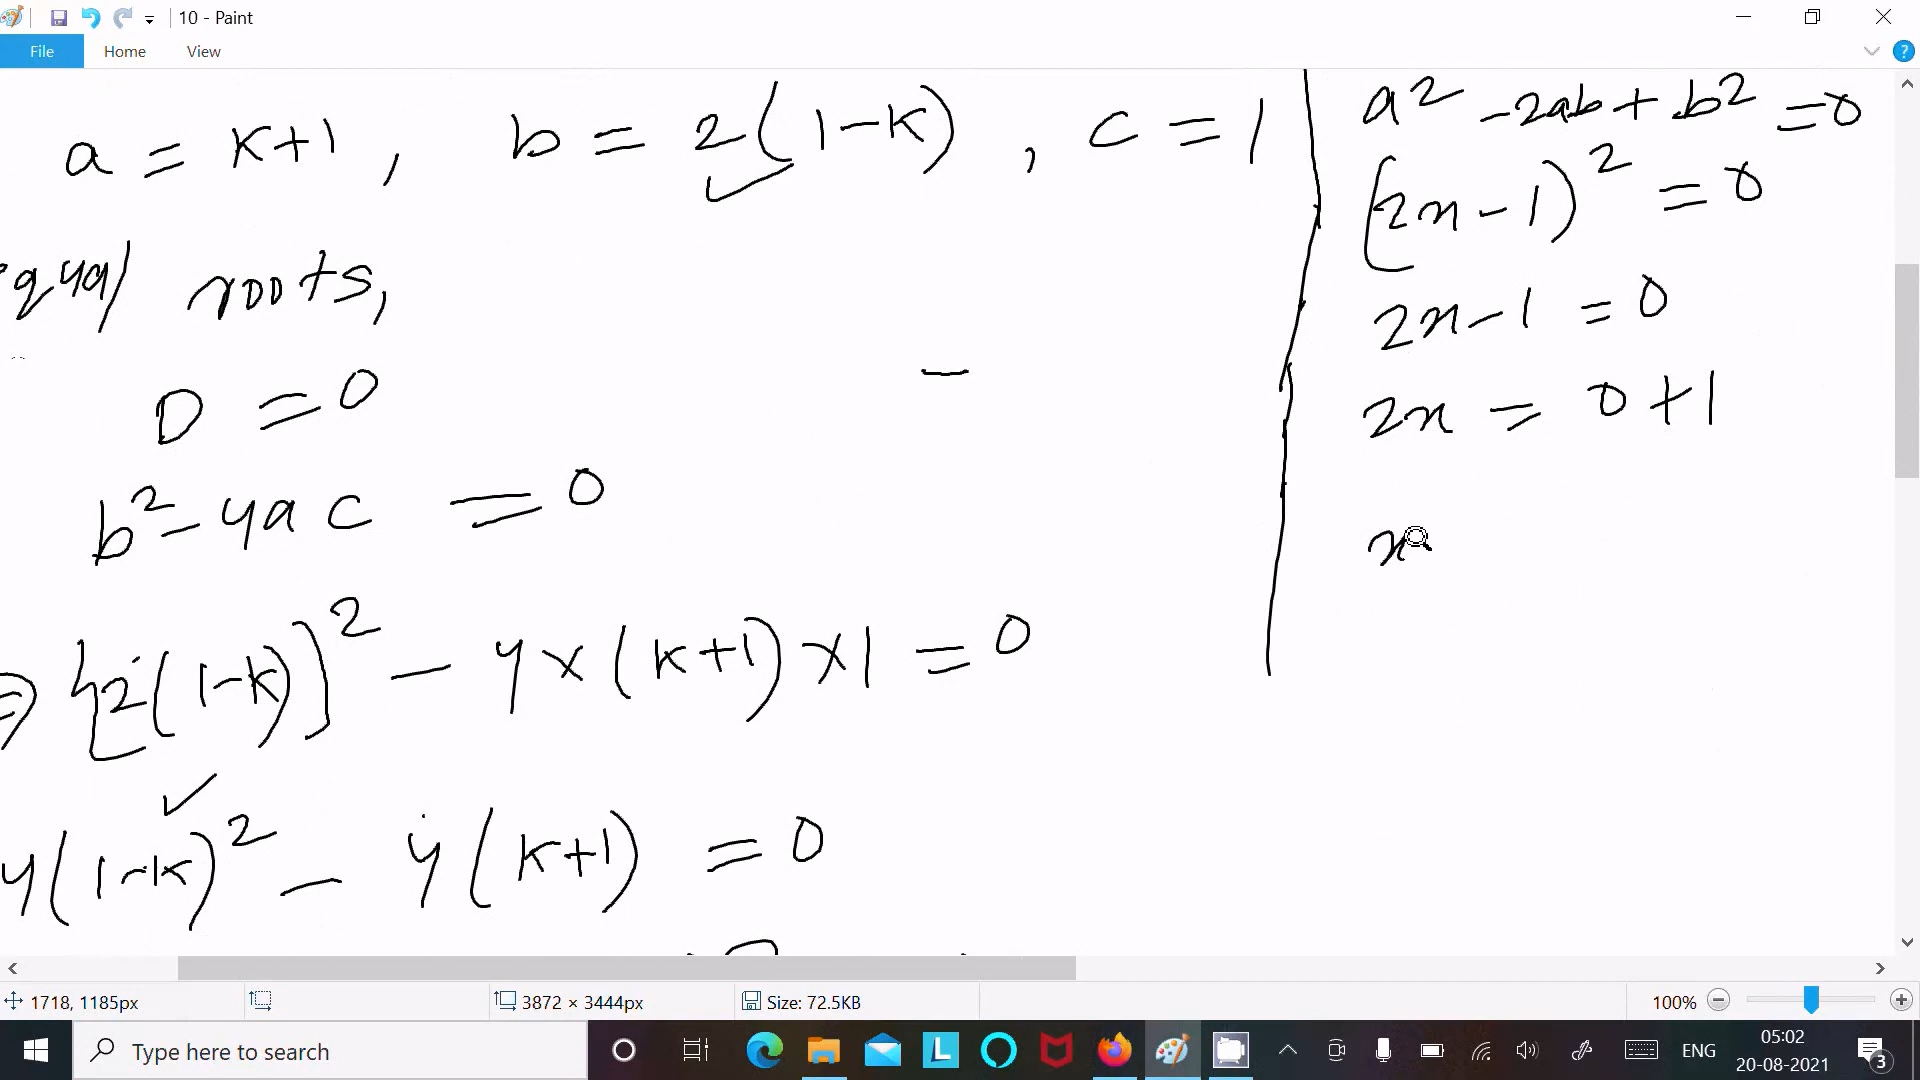 10 - Paint
File Home View
a = K+1 , b = 2(1-K) , c = 1
equal roots,
D = 0
b² - 4ac = 0
⇒ {2(1-K)}² - 4×(K+1)×1 = 0
4(1-K)² - 4(K+1) = 0
a² - 2ab + b² = 0
(2x-1)² = 0
2x-1 = 0
2x = 0+1
x
1718, 1185px 3872 × 3444px Size: 72.5KB 100%
Type here to search ENG 05:02
20-08-2021 3